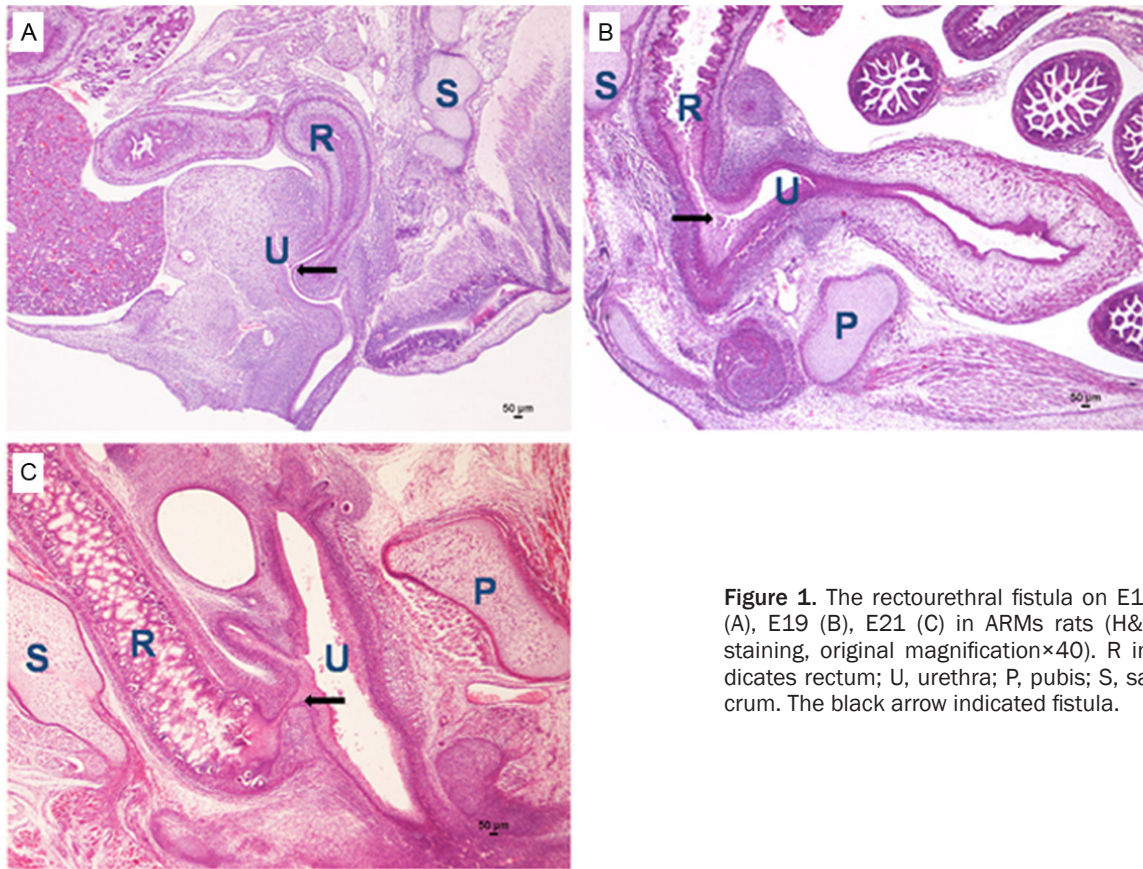 A
R
S
U
50 µm
B
S
R
U
P
50 µm
C
P
S
R
U
50 µm
Figure 1. The rectourethral fistula on E1
(A), E19 (B), E21 (C) in ARMs rats (H&
staining, original magnification×40). R in
dicates rectum; U, urethra; P, pubis; S, sa
crum. The black arrow indicated fistula.